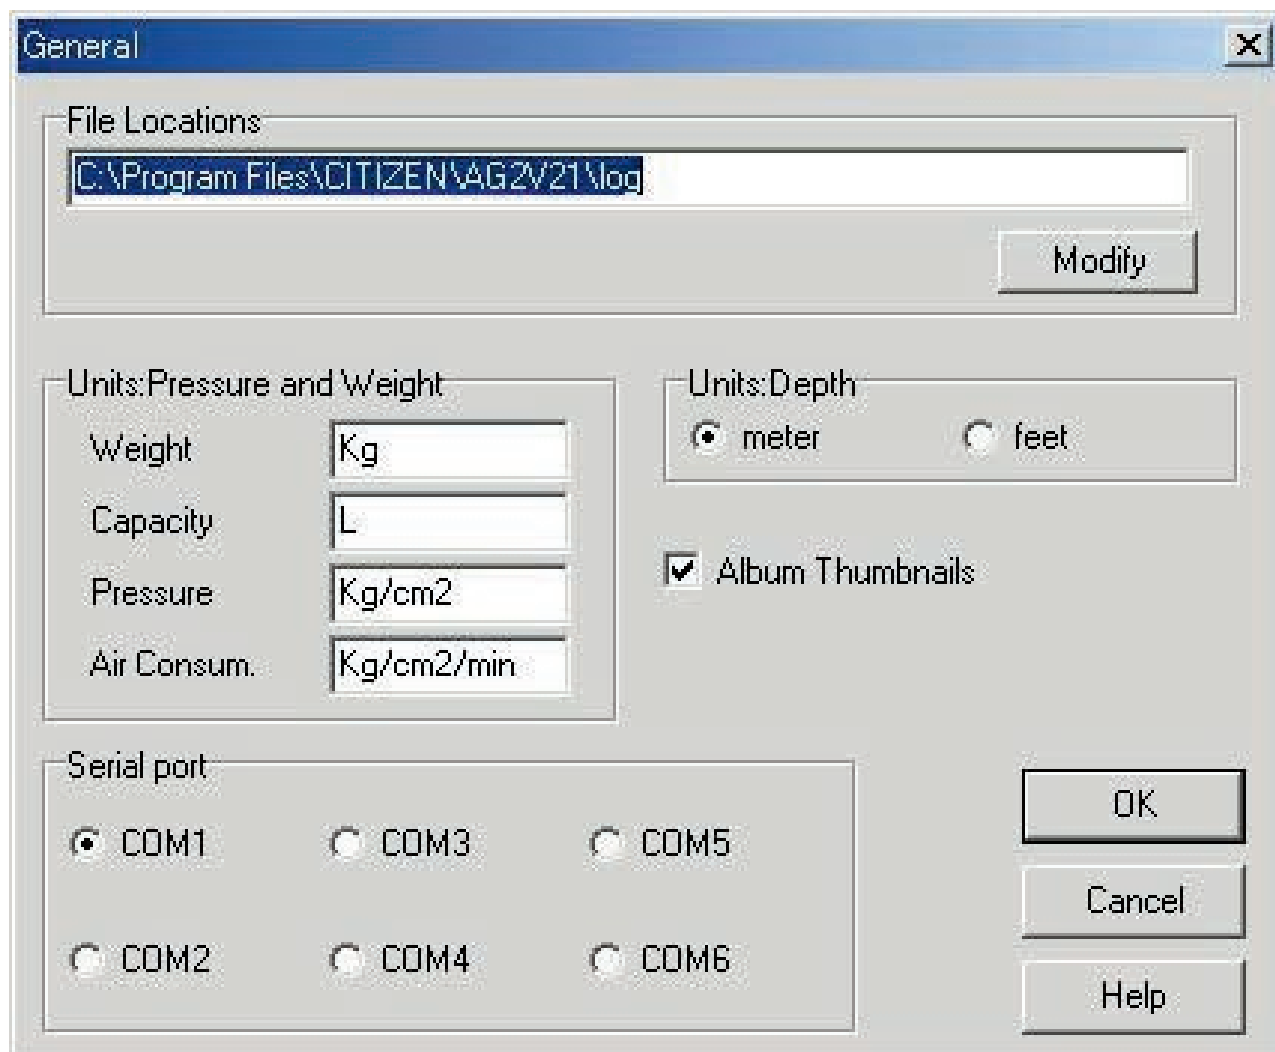 General
File Locations
C:\Program Files\CITIZEN\AG2V21\log
Modify
Units:Pressure and Weight
Weight Kg
Capacity L
Pressure Kg/cm2
Air Consum. Kg/cm2/min
Units:Depth
meter feet
Album Thumbnails
Serial port
COM1 COM3 COM5
COM2 COM4 COM6
OK
Cancel
Help